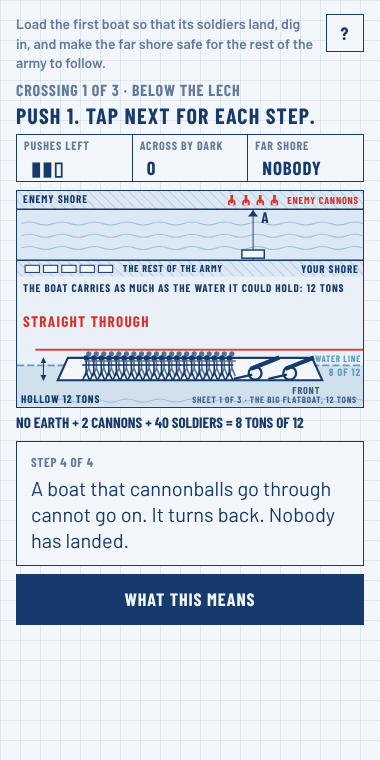 Load the first boat so that its soldiers land, dig
in, and make the far shore safe for the rest of the
army to follow.
?
CROSSING 1 OF 3 · BELOW THE LECH
PUSH 1. TAP NEXT FOR EACH STEP.
PUSHES LEFT
ACROSS BY DARK
0
FAR SHORE
NOBODY
ENEMY SHORE
ENEMY CANNONS
A
THE REST OF THE ARMY
YOUR SHORE
THE BOAT CARRIES AS MUCH AS THE WATER IT COULD HOLD: 12 TONS
STRAIGHT THROUGH
WATER LINE
8 OF 12
FRONT
HOLLOW 12 TONS
SHEET 1 OF 3 · THE BIG FLATBOAT, 12 TONS
NO EARTH + 2 CANNONS + 40 SOLDIERS = 8 TONS OF 12
STEP 4 OF 4
A boat that cannonballs go through
cannot go on. It turns back. Nobody
has landed.
WHAT THIS MEANS